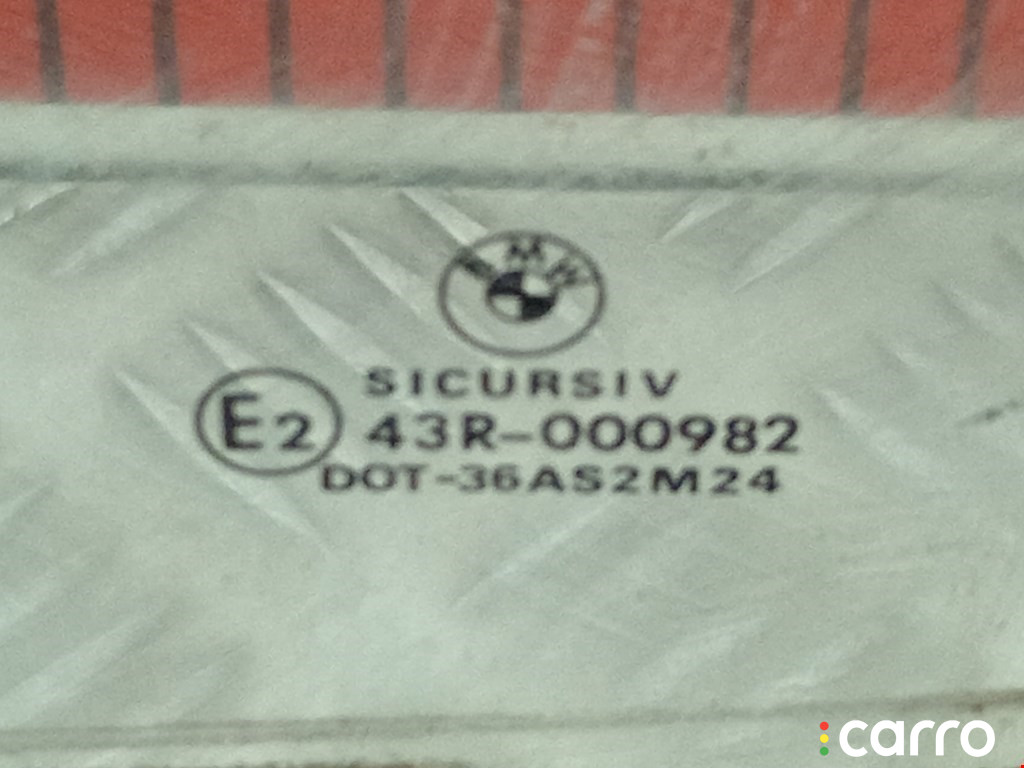 BMW
SICURSIV
E2 43R-000982
DOT-36AS2M24
carro